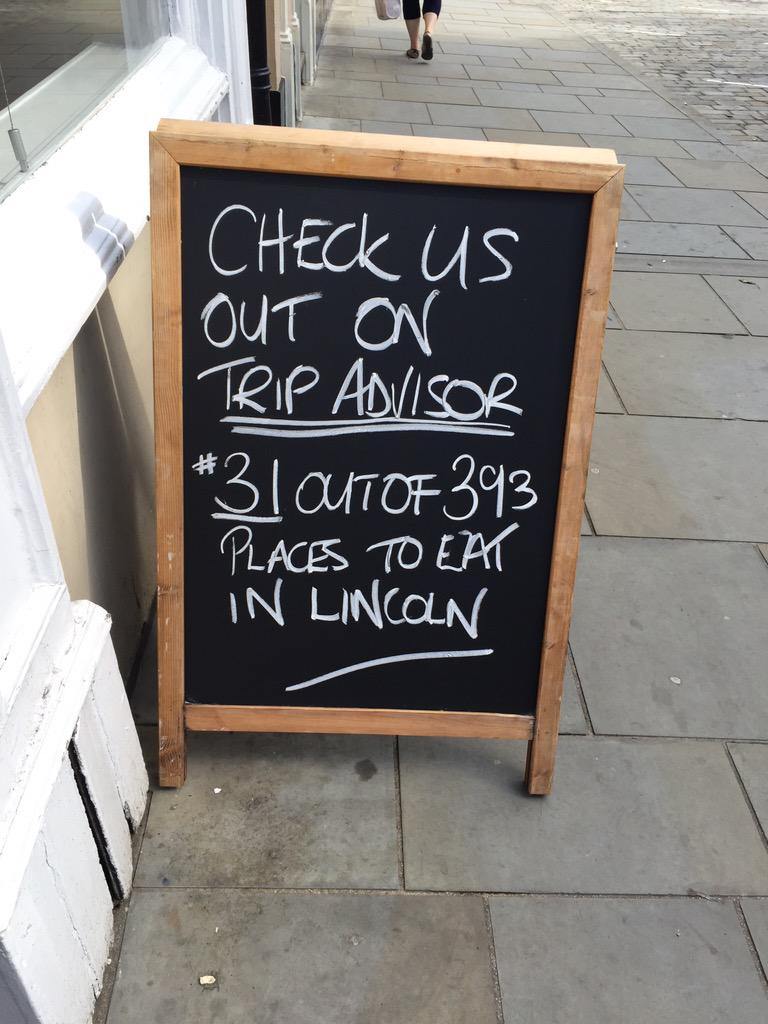 CHECK US
OUT ON
TRIP ADVISOR
#31 OUT OF 393
PLACES TO EAT
IN LINCOLN